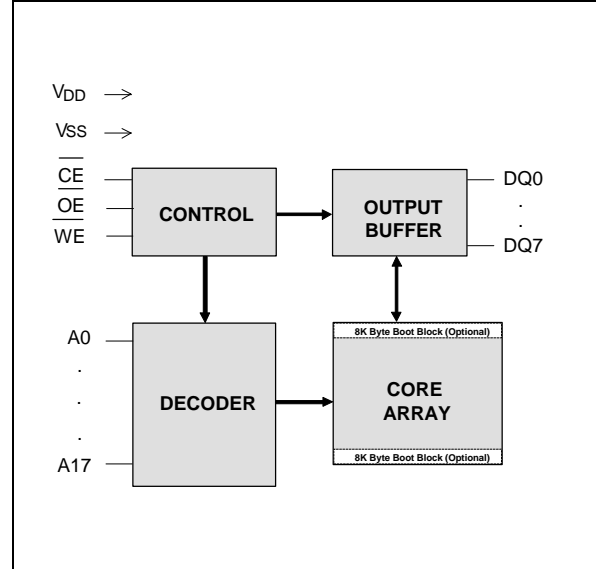 VDD
VSS
CE
OE
WE
CONTROL
OUTPUT
BUFFER
DQ0
.
.
DQ7
A0
.
.
.
A17
DECODER
8K Byte Boot Block (Optional)
CORE
ARRAY
8K Byte Boot Block (Optional)